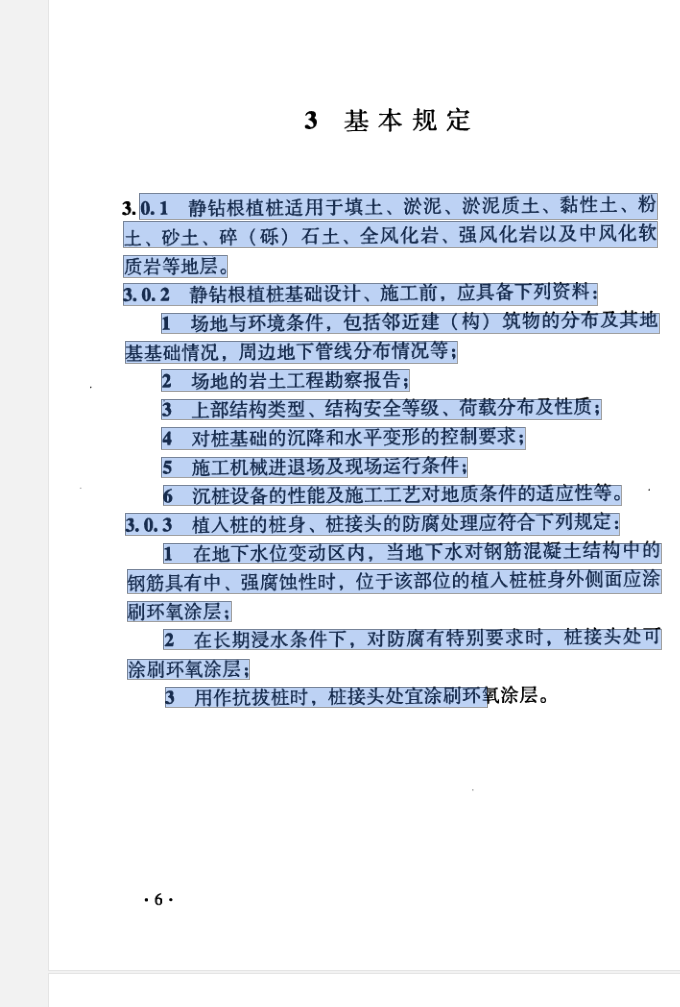 3 基本规定
3.0.1 静钻根植桩适用于填土、淤泥、淤泥质土、黏性土、粉
土、砂土、碎（砾）石土、全风化岩、强风化岩以及中风化软
质岩等地层。
3.0.2 静钻根植桩基础设计、施工前，应具备下列资料：
1 场地与环境条件，包括邻近建（构）筑物的分布及其地
基基础情况，周边地下管线分布情况等；
2 场地的岩土工程勘察报告；
3 上部结构类型、结构安全等级、荷载分布及性质；
4 对桩基础的沉降和水平变形的控制要求；
5 施工机械进退场及现场运行条件；
6 沉桩设备的性能及施工工艺对地质条件的适应性等。
3.0.3 植入桩的桩身、桩接头的防腐处理应符合下列规定：
1 在地下水位变动区内，当地下水对钢筋混凝土结构中的
钢筋具有中、强腐蚀性时，位于该部位的植入桩桩身外侧面应涂
刷环氧涂层；
2 在长期浸水条件下，对防腐有特别要求时，桩接头处可
涂刷环氧涂层；
3 用作抗拔桩时，桩接头处宜涂刷环氧涂层。
·6·